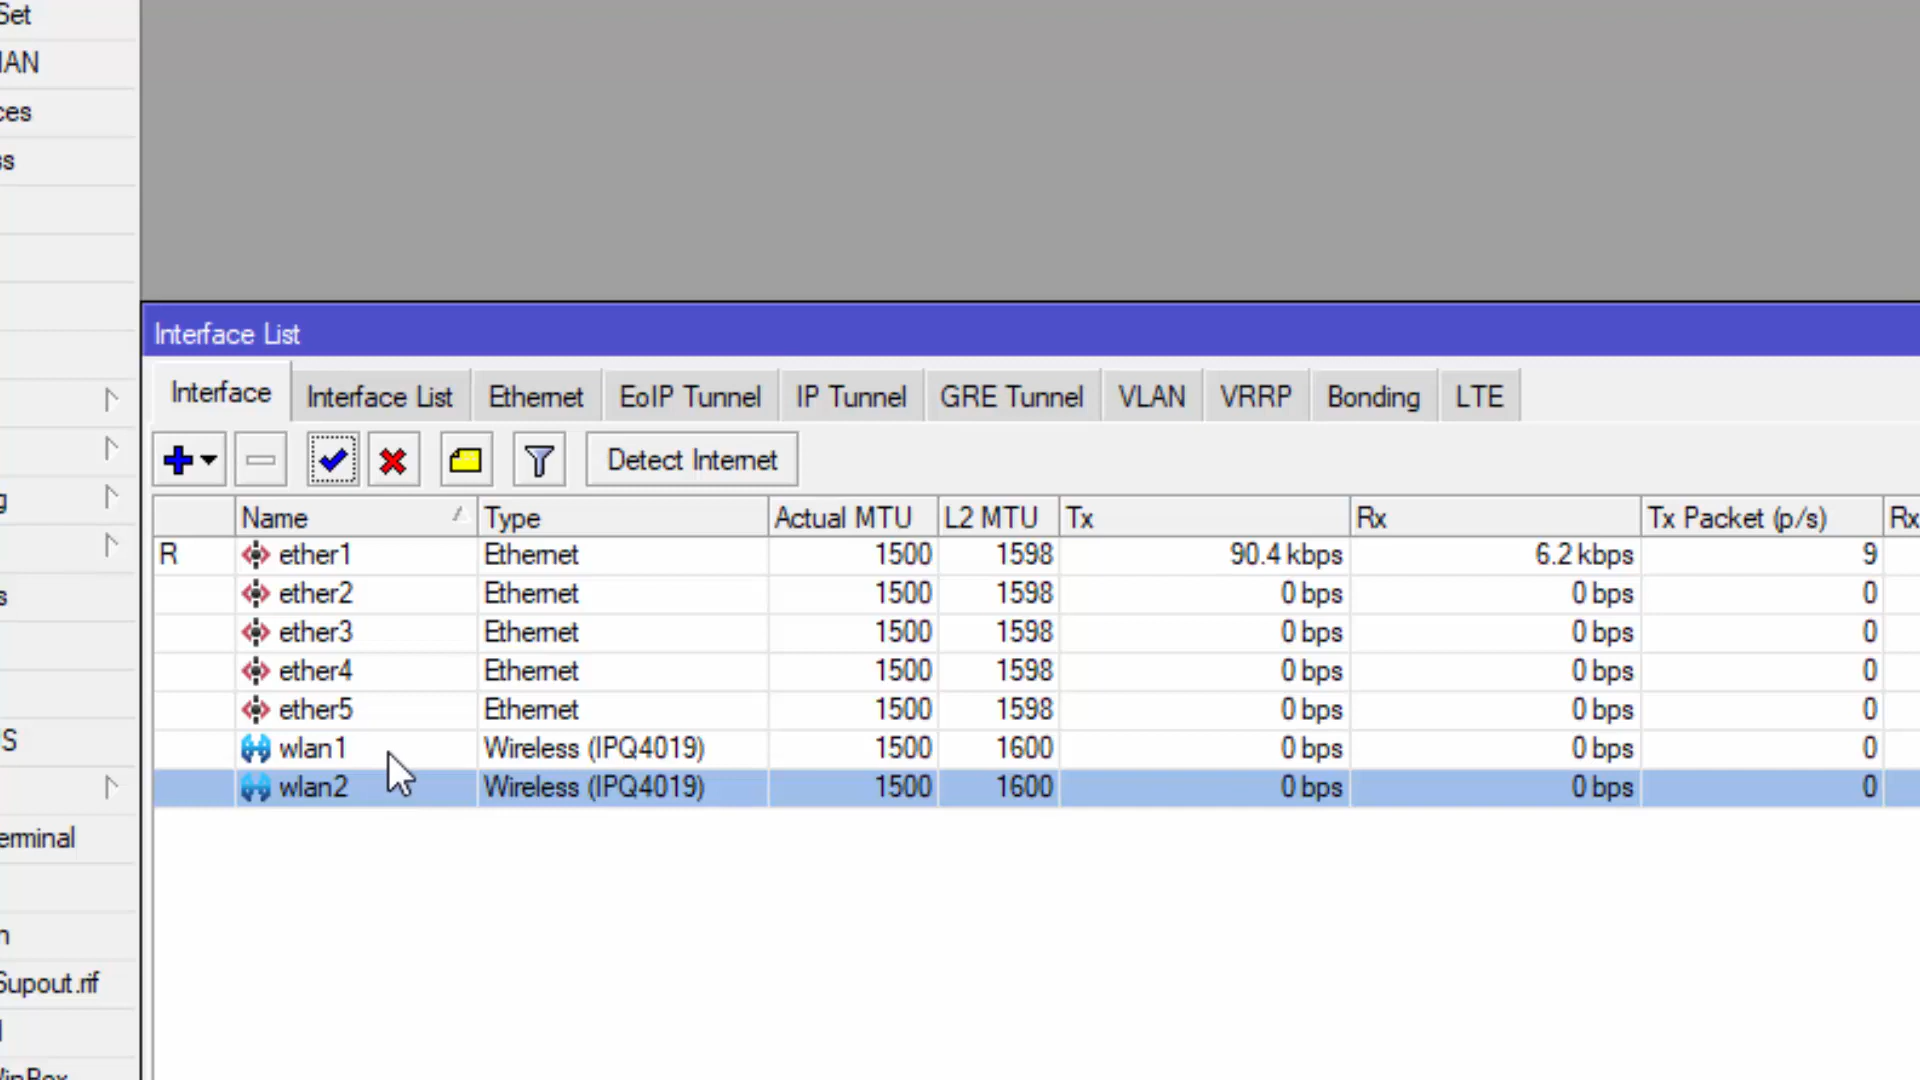 Set
ces
ss
g
s
S
erminal
n
Supout.rif
WinBox
Interface List
Interface Interface List Ethernet EoIP Tunnel IP Tunnel GRE Tunnel VLAN VRRP Bonding LTE
Detect Internet
Name Type Actual MTU L2 MTU Tx Rx Tx Packet (p/s) Rx
R ether1 Ethernet 1500 1598 90.4 kbps 6.2 kbps 9
ether2 Ethernet 1500 1598 0 bps 0 bps 0
ether3 Ethernet 1500 1598 0 bps 0 bps 0
ether4 Ethernet 1500 1598 0 bps 0 bps 0
ether5 Ethernet 1500 1598 0 bps 0 bps 0
wlan1 Wireless (IPQ4019) 1500 1600 0 bps 0 bps 0
wlan2 Wireless (IPQ4019) 1500 1600 0 bps 0 bps 0